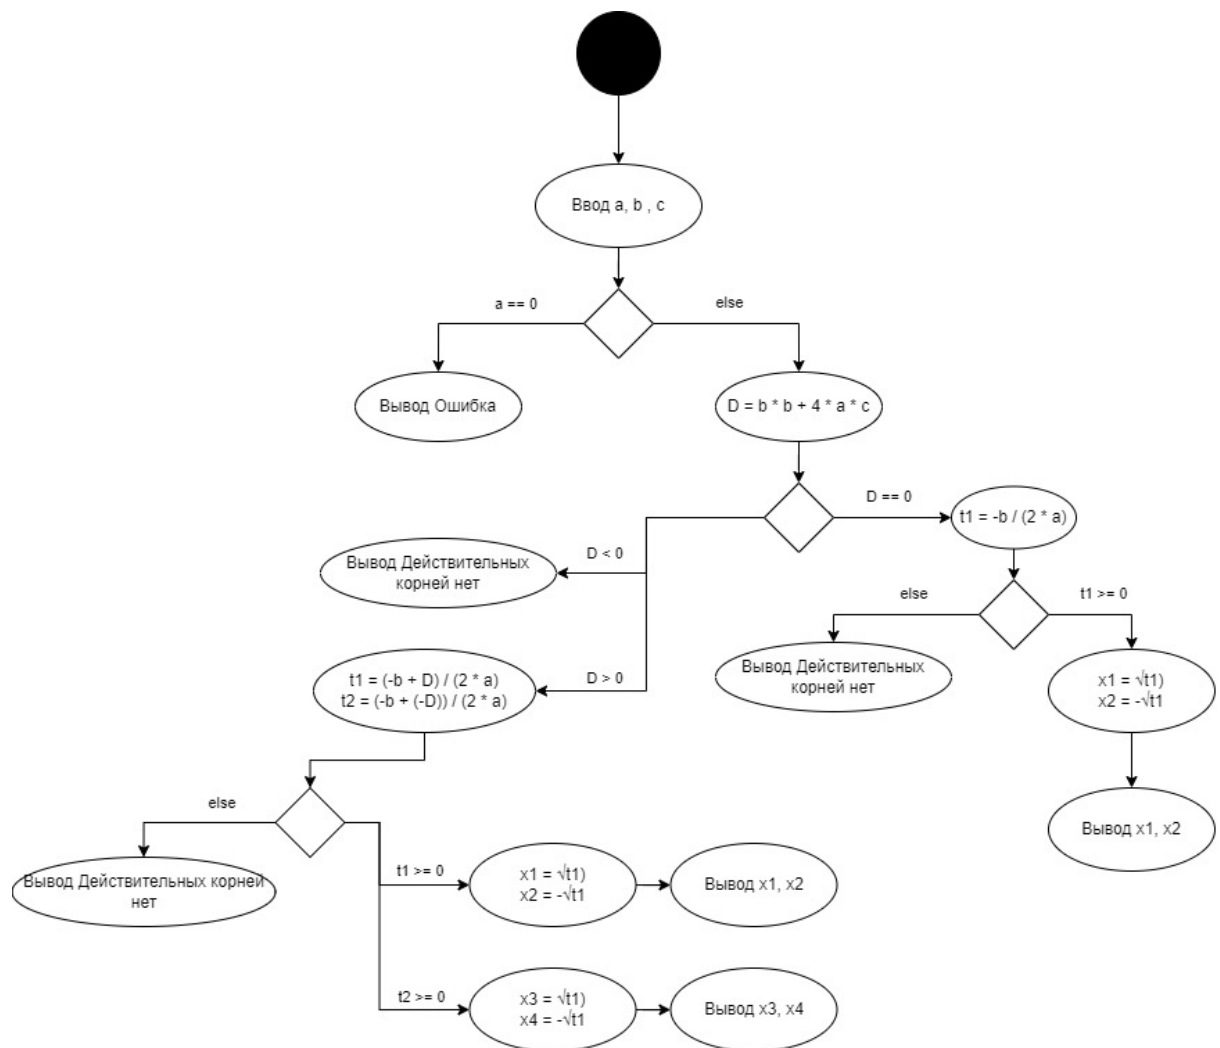 Ввод a, b , c
a == 0
else
Вывод Ошибка
D = b * b + 4 * a * c
D == 0
t1 = -b / (2 * a)
D < 0
Вывод Действительных
корней нет
else
t1 >= 0
Вывод Действительных
корней нет
x1 = √t1)
x2 = -√t1
D > 0
t1 = (-b + D) / (2 * a)
t2 = (-b + (-D)) / (2 * a)
Вывод x1, x2
else
Вывод Действительных корней
нет
t1 >= 0
x1 = √t1)
x2 = -√t1
Вывод x1, x2
t2 >= 0
x3 = √t1)
x4 = -√t1
Вывод x3, x4